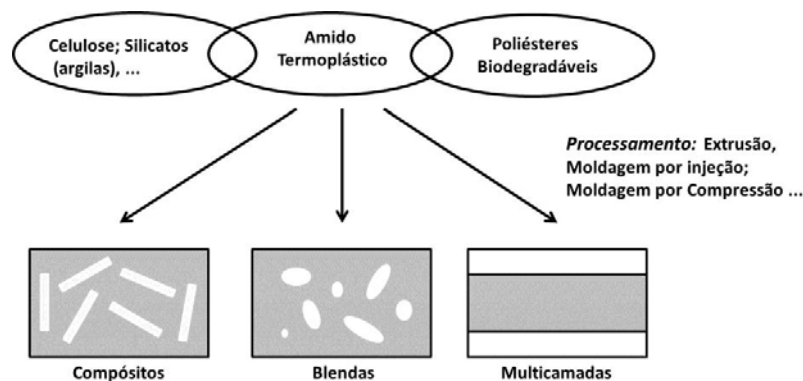 Celulose; Silicatos
(argilas), ...
Amido
Termoplástico
Poliésteres
Biodegradáveis
Processamento: Extrusão,
Moldagem por injeção;
Moldagem por Compressão ...
Compósitos
Blendas
Multicamadas